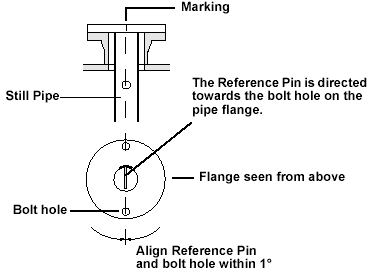 Marking
The Reference Pin is directed
towards the bolt hole on the
pipe flange.
Still Pipe
Flange seen from above
Bolt hole
Align Reference Pin
and bolt hole within 1°